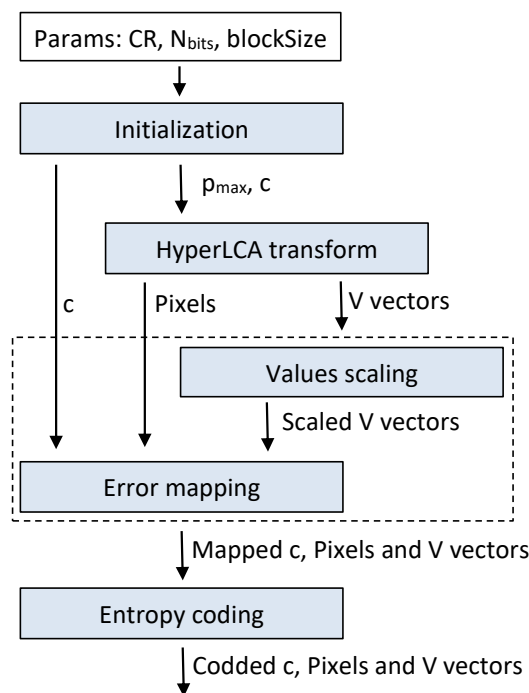 Params: CR, Nbits, blockSize
Initialization
pmax, c
HyperLCA transform
c
Pixels
V vectors
Values scaling
Scaled V vectors
Error mapping
Mapped c, Pixels and V vectors
Entropy coding
Codded c, Pixels and V vectors